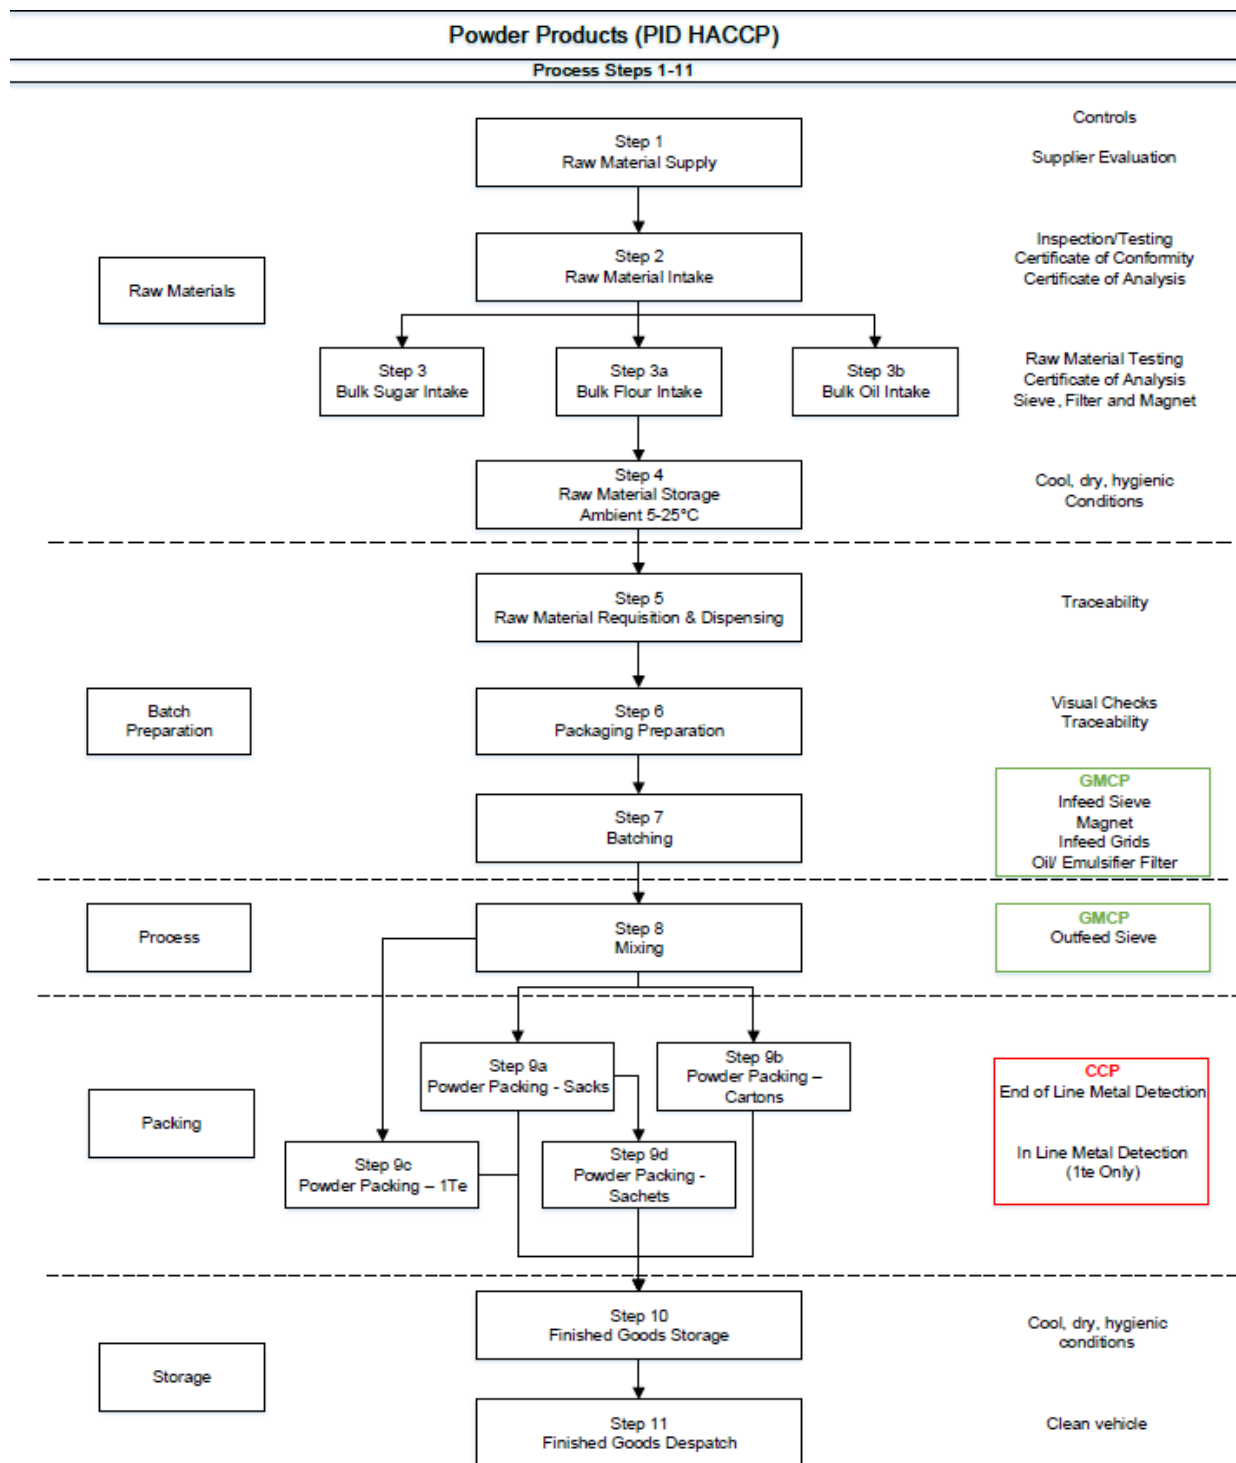 Powder Products (PID HACCP)
Process Steps 1-11
Controls
Step 1
Raw Material Supply
Supplier Evaluation
Raw Materials
Step 2
Raw Material Intake
Inspection/Testing
Certificate of Conformity
Certificate of Analysis
Step 3
Bulk Sugar Intake
Step 3a
Bulk Flour Intake
Step 3b
Bulk Oil Intake
Raw Material Testing
Certificate of Analysis
Sieve, Filter and Magnet
Step 4
Raw Material Storage
Ambient 5-25°C
Cool, dry, hygienic
Conditions
Step 5
Raw Material Requisition & Dispensing
Traceability
Batch
Preparation
Step 6
Packaging Preparation
Visual Checks
Traceability
Step 7
Batching
GMCP
Infeed Sieve
Magnet
Infeed Grids
Oil/ Emulsifier Filter
Process
Step 8
Mixing
GMCP
Outfeed Sieve
Packing
Step 9a
Powder Packing - Sacks
Step 9b
Powder Packing –
Cartons
Step 9c
Powder Packing – 1Te
Step 9d
Powder Packing -
Sachets
CCP
End of Line Metal Detection
In Line Metal Detection
(1te Only)
Storage
Step 10
Finished Goods Storage
Cool, dry, hygienic
conditions
Step 11
Finished Goods Despatch
Clean vehicle